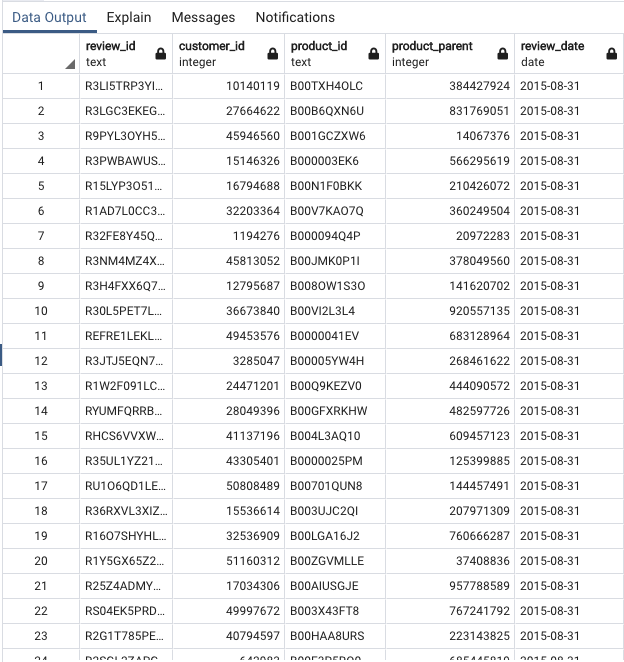 Data Output Explain Messages Notifications
review_id customer_id product_id product_parent review_date
text integer text integer date
1 R3LI5TRP3YI... 10140119 B00TXH4OLC 384427924 2015-08-31
2 R3LGC3EKEG... 27664622 B00B6QXN6U 831769051 2015-08-31
3 R9PYL3OYH5... 45946560 B001GCZXW6 14067376 2015-08-31
4 R3PWBAWUS... 15146326 B000003EK6 566295619 2015-08-31
5 R15LYP3O51... 16794688 B00N1F0BKK 210426072 2015-08-31
6 R1AD7L0CC3... 32203364 B00V7KAO7Q 360249504 2015-08-31
7 R32FE8Y45Q... 1194276 B000094Q4P 20972283 2015-08-31
8 R3NM4MZ4X... 45813052 B00JMK0P1I 378049560 2015-08-31
9 R3H4FXX6Q7... 12795687 B008OW1S3O 141620702 2015-08-31
10 R30L5PET7L... 36673840 B00VI2L3L4 920557135 2015-08-31
11 REFRE1LEKL... 49453576 B0000041EV 683128964 2015-08-31
12 R3JTJ5EQN7... 3285047 B00005YW4H 268461622 2015-08-31
13 R1W2F091LC... 24471201 B00Q9KEZV0 444090572 2015-08-31
14 RYUMFQRRB... 28049396 B00GFXRKHW 482597726 2015-08-31
15 RHCS6VVXW... 41137196 B004L3AQ10 609457123 2015-08-31
16 R35UL1YZ21... 43305401 B0000025PM 125399885 2015-08-31
17 RU1O6QD1LE... 50808489 B00701QUN8 144457491 2015-08-31
18 R36RXVL3XIZ... 15536614 B003UJC2QI 207971309 2015-08-31
19 R16O7SHYHL... 32536909 B00LGA16J2 760666287 2015-08-31
20 R1Y5GX65Z2... 51160312 B00ZGVMLLE 37408836 2015-08-31
21 R25Z4ADMY... 17034306 B00AIUSGJE 957788589 2015-08-31
22 RS04EK5PRD... 49997672 B003X43FT8 767241792 2015-08-31
23 R2G1T785PE... 40794597 B00HAA8URS 223143825 2015-08-31